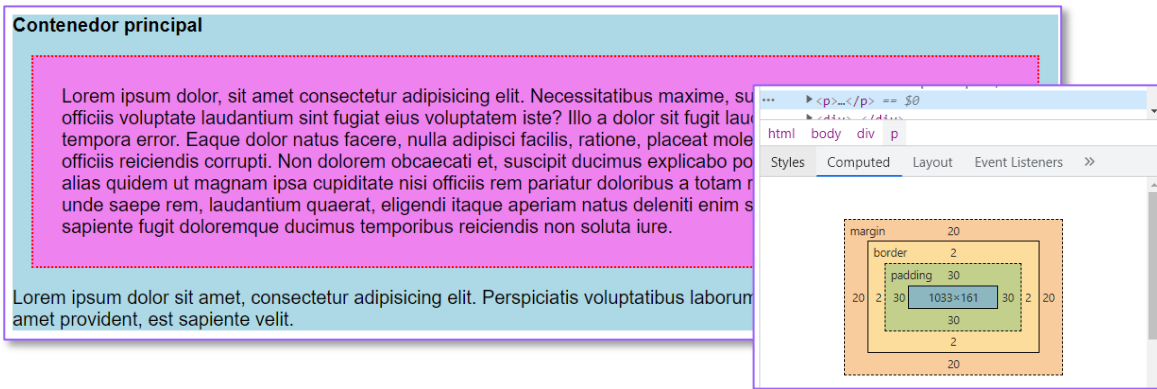 Contenedor principal
Lorem ipsum dolor, sit amet consectetur adipisicing elit. Necessitatibus maxime,
officiis voluptate laudantium sint fugiat eius voluptatem iste? Illo a dolor sit fugit
tempora error. Eaque dolor natus facere, nulla adipisci facilis, ratione, placeat
officiis reiciendis corrupti. Non dolorem obcaecati et, suscipit ducimus explicabo
alias quidem ut magnam ipsa cupiditate nisi officiis rem pariatur doloribus a totam
unde saepe rem, laudantium quaerat, eligendi itaque aperiam natus deleniti enim
sapiente fugit doloremque ducimus temporibus reiciendis non soluta iure.
Lorem ipsum dolor sit amet, consectetur adipisicing elit. Perspiciatis voluptatibus
amet provident, est sapiente velit.
<p>…</p> == $0
html body div p
Styles Computed Layout Event Listeners »
margin 20
border 2
padding 30
20 2 30 1033×161 30 2 20
30
2
20